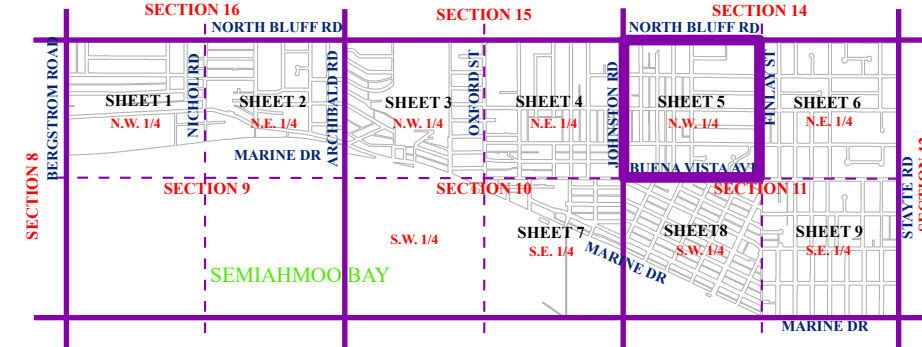 SECTION 16
SECTION 15
SECTION 14
NORTH BLUFF RD
NORTH BLUFF RD
BERGSTROM ROAD
NICHOL RD
ARCHIBALD RD
OXFORD ST
JOHNSTON RD
FINLAY ST
SHEET 1
N.W. 1/4
SHEET 2
N.E. 1/4
SHEET 3
N.W. 1/4
SHEET 4
N.E. 1/4
SHEET 5
N.W. 1/4
SHEET 6
N.E. 1/4
MARINE DR
BUENA VISTA AVE
SECTION 8
SECTION 9
SECTION 10
SECTION 11
STAYTE RD
S.W. 1/4
SHEET 7
S.E. 1/4
SHEET8
S.W. 1/4
SHEET 9
S.E. 1/4
MARINE DR
SEMIAHMOO BAY
MARINE DR